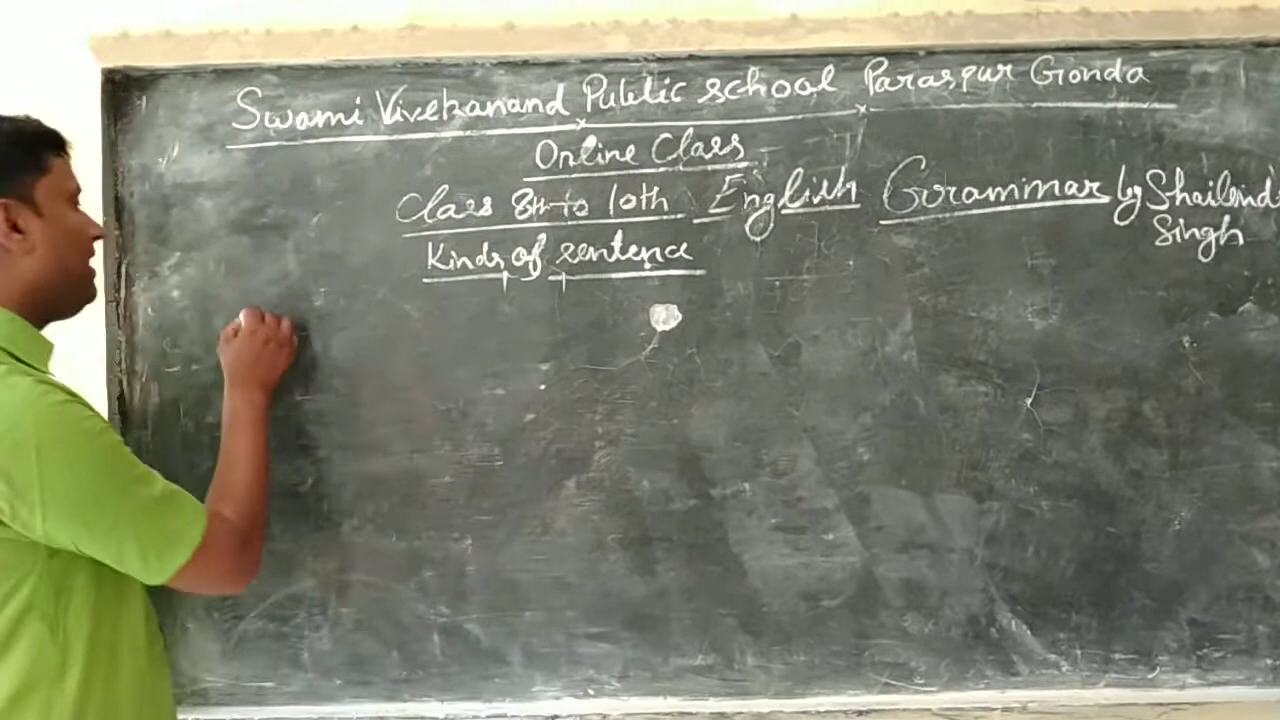 Swami Vivekanand Public school Paraspur Gonda
Online Class
Class 8th to 10th English Grammar by Shailend
Singh
Kinds of sentence